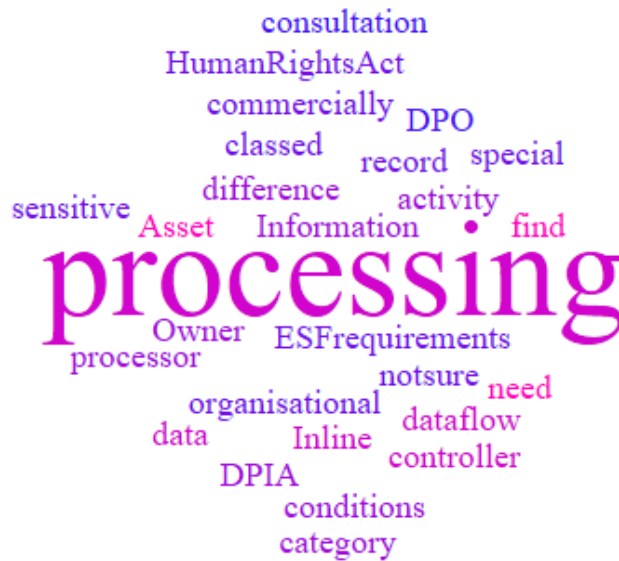 consultation
HumanRightsAct
commercially DPO
classed record special
sensitive difference activity
Asset Information find
processing
Owner ESFrequirements
processor notsure need
organisational dataflow
data Inline controller
DPIA
conditions
category